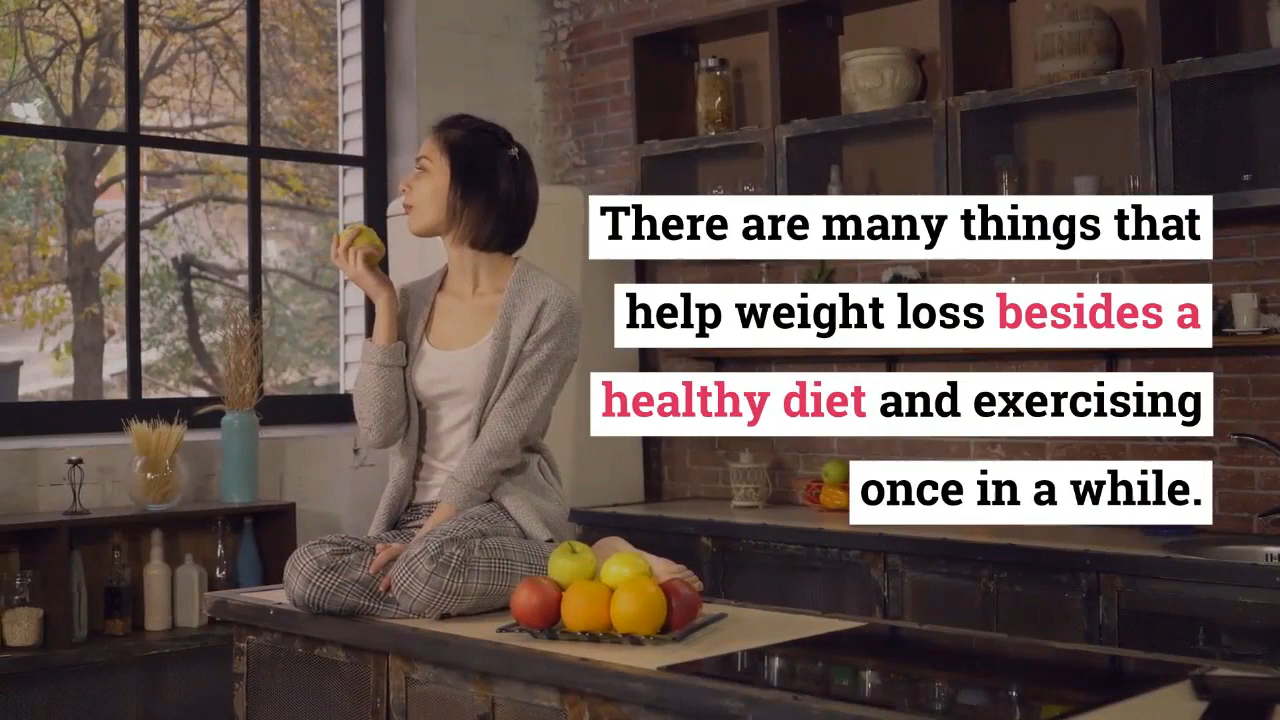 There are many things that
help weight loss besides a
healthy diet and exercising
once in a while.